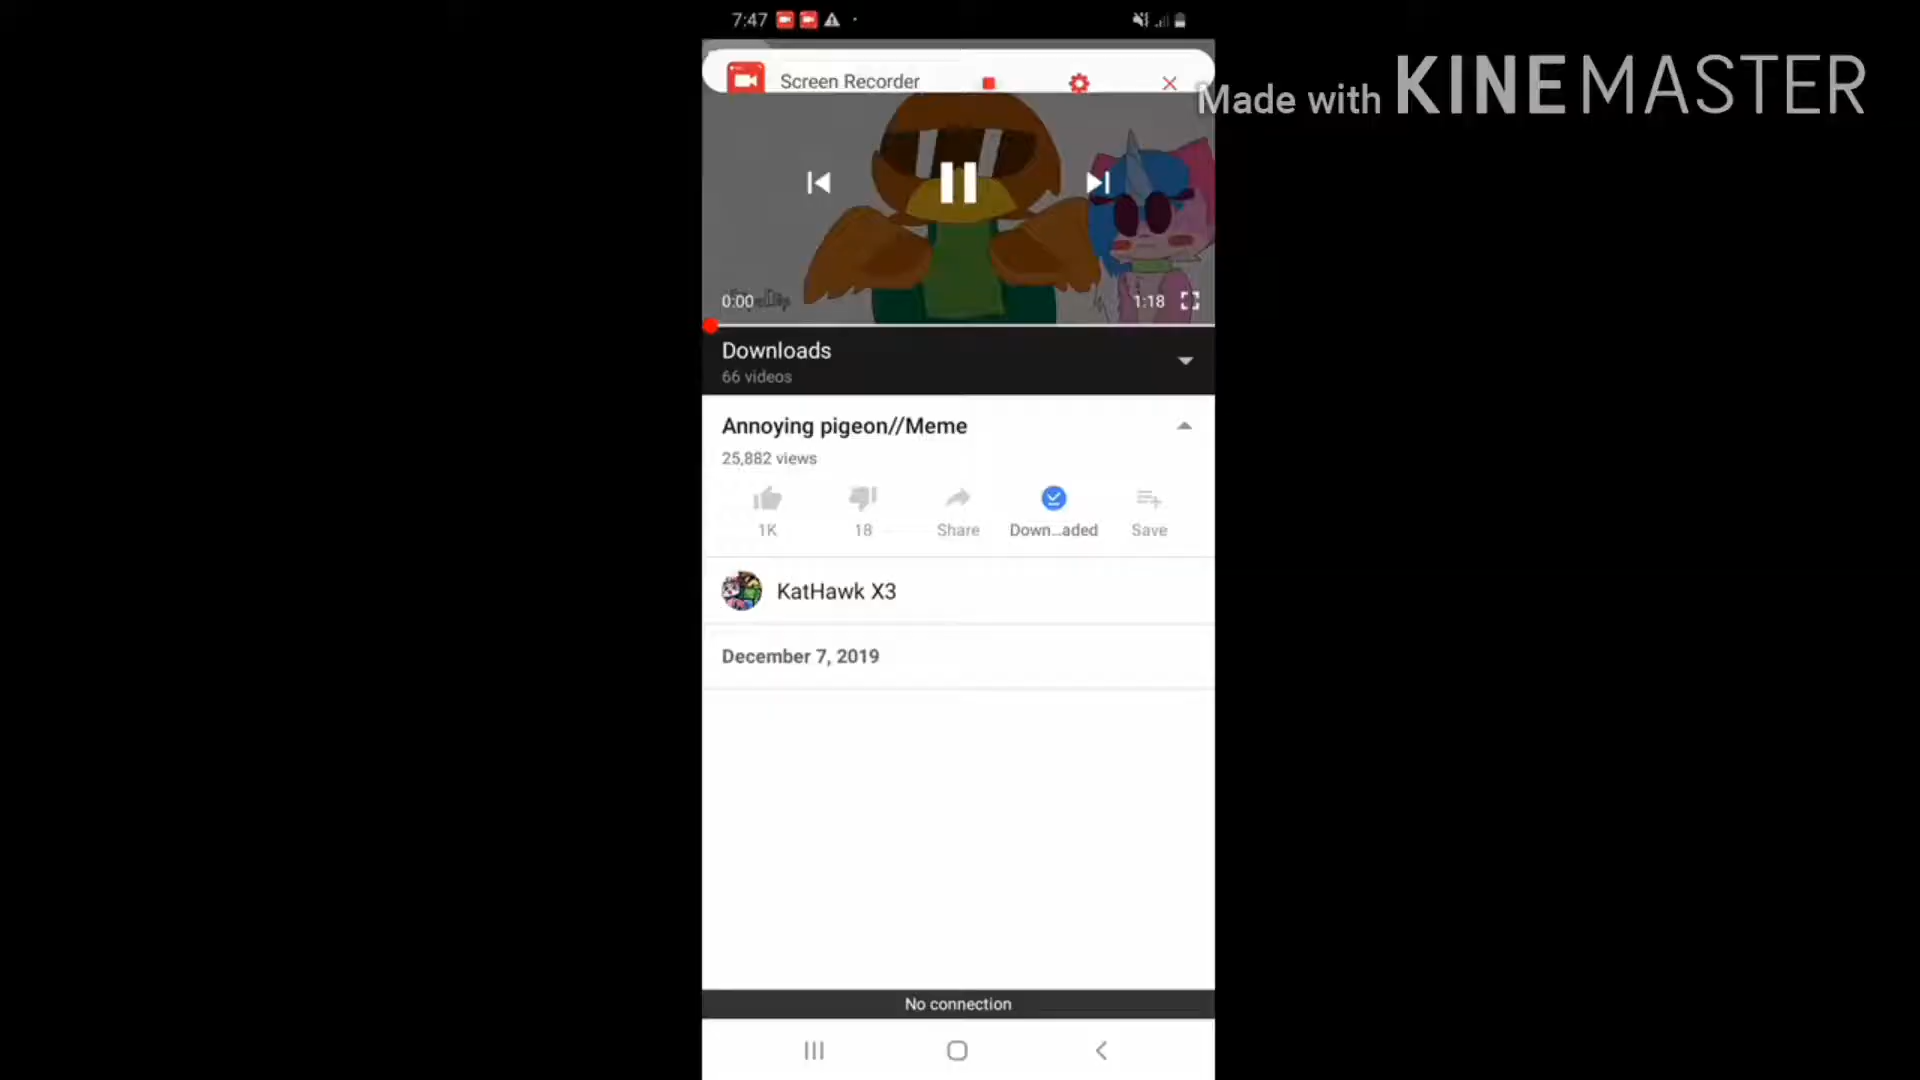 7:47
Screen Recorder
Made with KINEMASTER
0:00
1:18
Downloads
66 videos
Annoying pigeon//Meme
25,882 views
1K
18
Share
Down...aded
Save
KatHawk X3
December 7, 2019
No connection